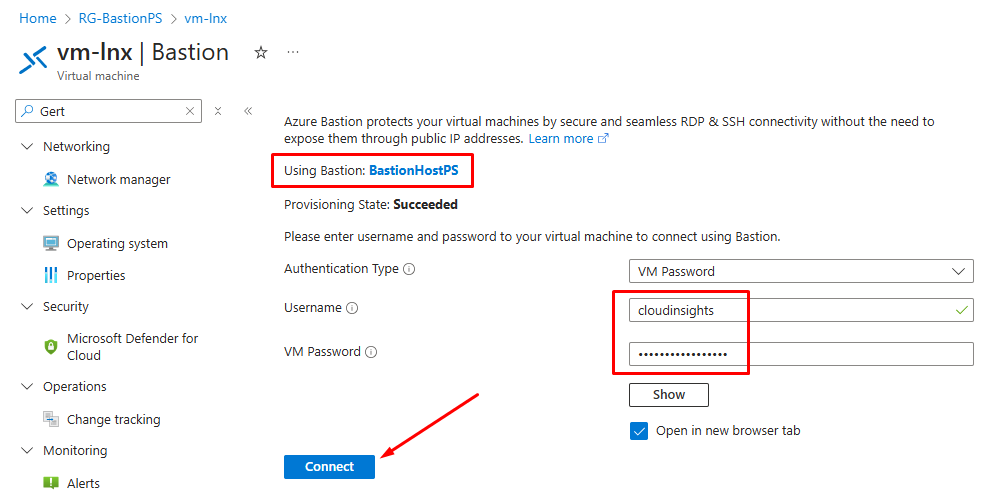 Home > RG-BastionPS > vm-lnx
vm-lnx | Bastion ☆ ...
Virtual machine
Gert
Networking
Network manager
Settings
Operating system
Properties
Security
Microsoft Defender for
Cloud
Operations
Change tracking
Monitoring
Alerts
Azure Bastion protects your virtual machines by secure and seamless RDP & SSH connectivity without the need to
expose them through public IP addresses. Learn more
Using Bastion: BastionHostPS
Provisioning State: Succeeded
Please enter username and password to your virtual machine to connect using Bastion.
Authentication Type
VM Password
Username
cloudinsights
VM Password
•••••••••••••••••
Show
Open in new browser tab
Connect